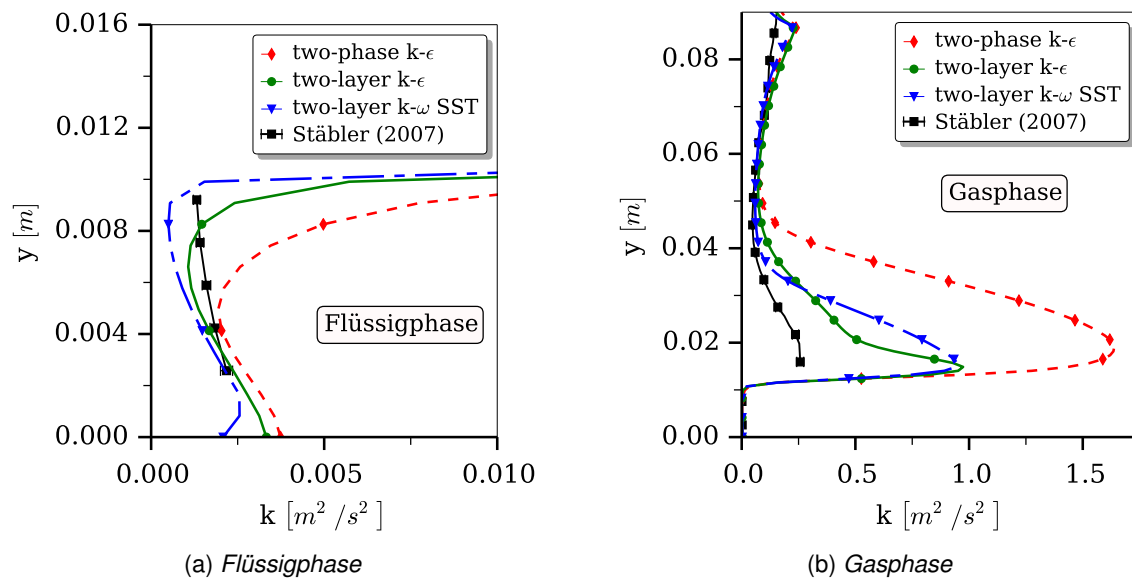 0.016
0.012
0.008
0.004
0.000
y [m]
two-phase k-ϵ
two-layer k-ϵ
two-layer k-ω SST
Stäbler (2007)
Flüssigphase
0.000 0.005 0.010
k [m² /s²]
(a) Flüssigphase
0.08
0.06
0.04
0.02
0.00
y [m]
two-phase k-ϵ
two-layer k-ϵ
two-layer k-ω SST
Stäbler (2007)
Gasphase
0.0 0.5 1.0 1.5
k [m² /s²]
(b) Gasphase